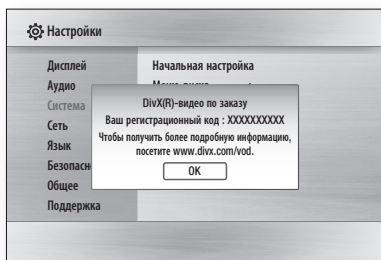 Настройки
Дисплей
Начальная настройка
Аудио
Система
Сеть
Язык
Общее
Поддержка
DivX(R)-видео по заказу
Ваш регистрационный код : XXXXXXXXXX
Чтобы получить более подробную информацию,
посетите www.divx.com/vod.
OK